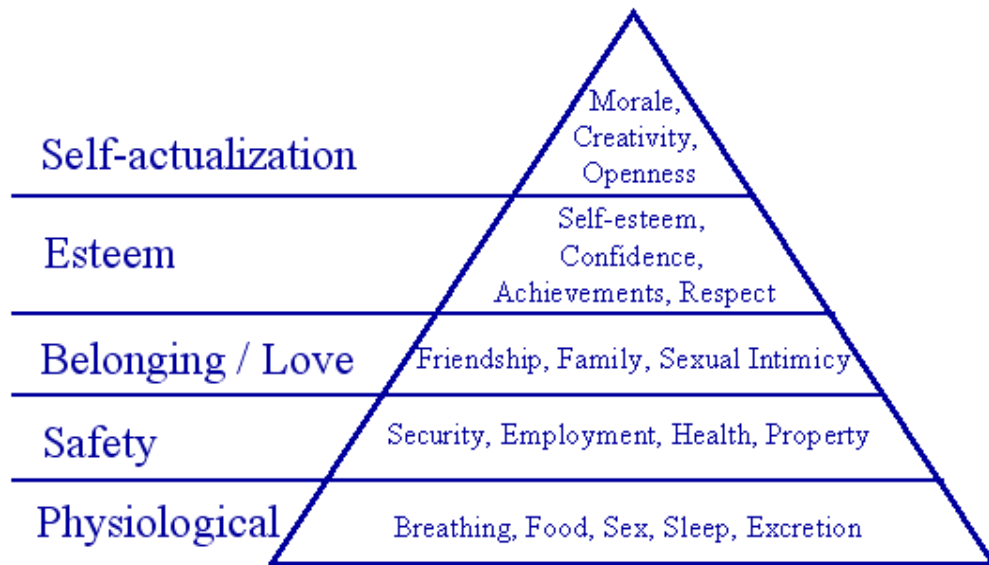 Morale,
Creativity,
Openness
Self-actualization
Self-esteem,
Confidence,
Achievements, Respect
Esteem
Friendship, Family, Sexual Intimicy
Belonging / Love
Security, Employment, Health, Property
Safety
Breathing, Food, Sex, Sleep, Excretion
Physiological